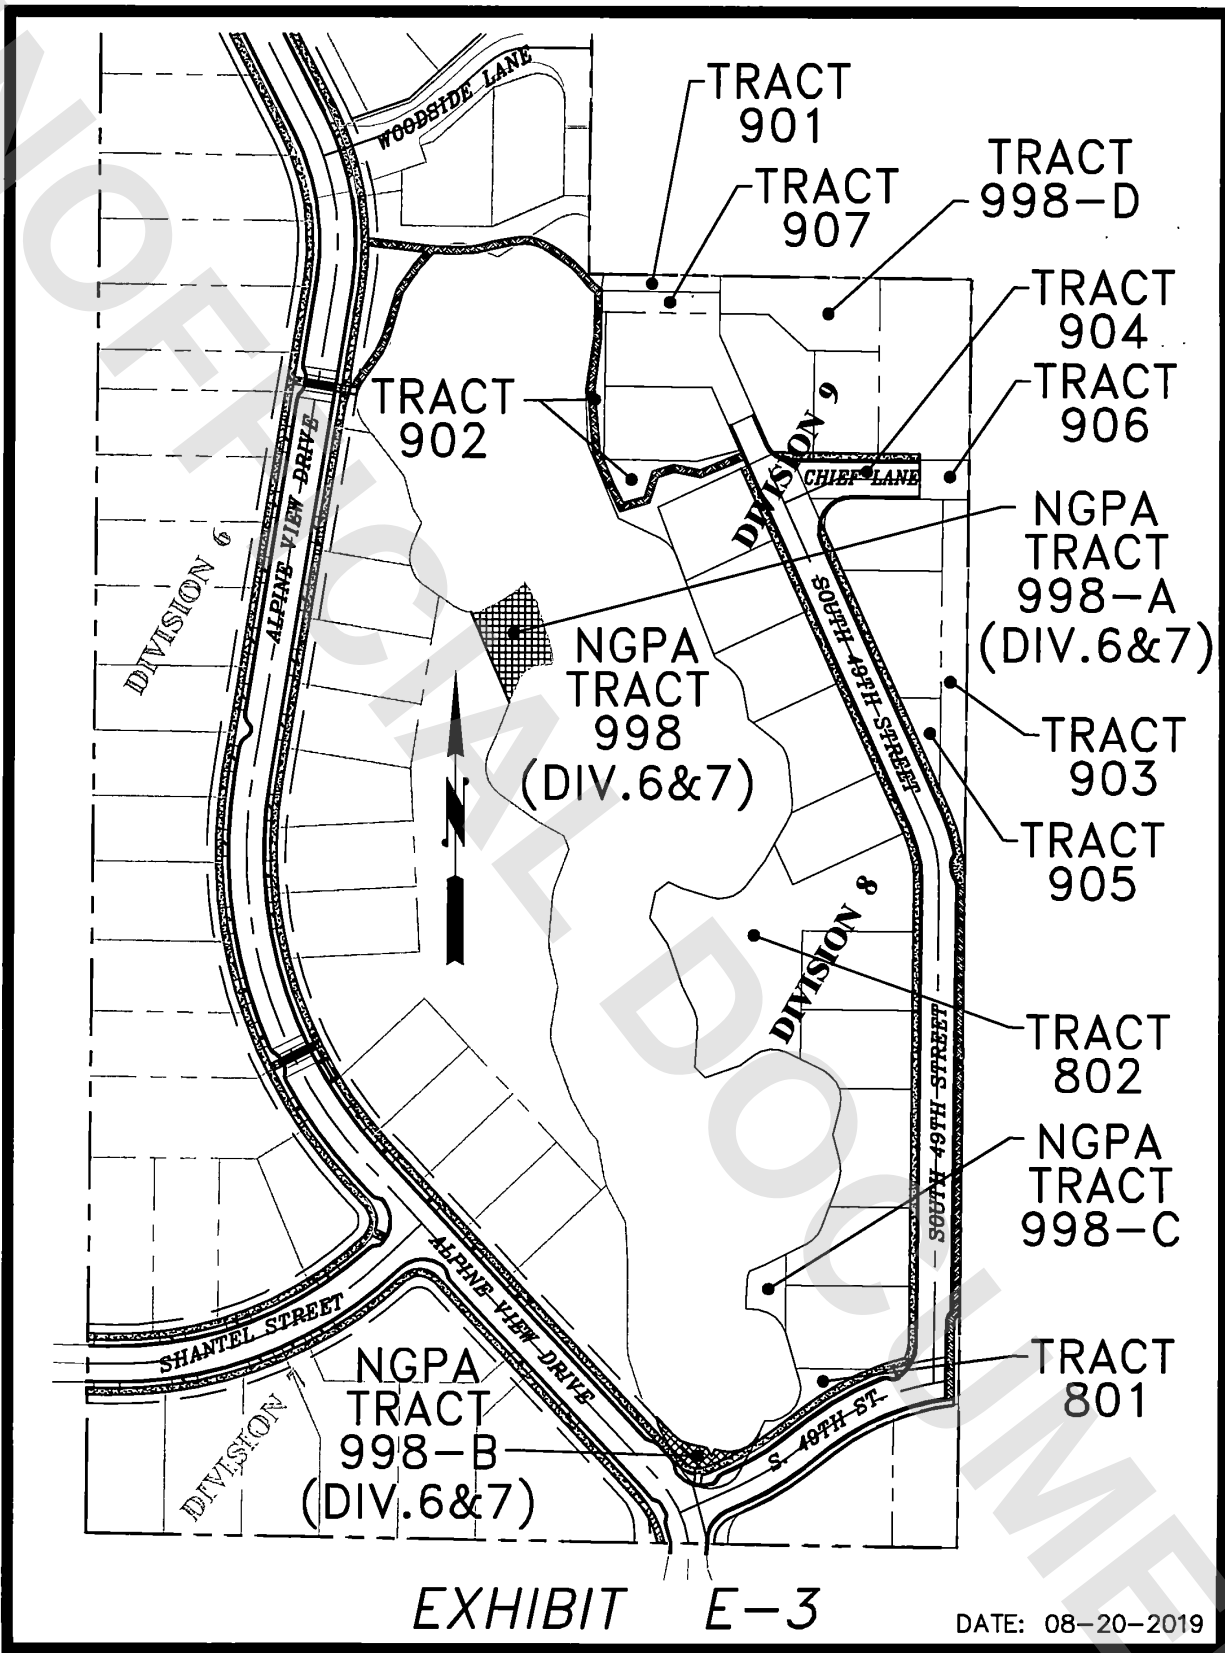 WOODSIDE LANE
TRACT
901
TRACT
907
TRACT
998-D
TRACT
904
TRACT
906
TRACT
902
ALPINE VIEW DRIVE
DIVISION 9
CHIEF LANE
NGPA
TRACT
998-A
(DIV.6&7)
DIVISION 6
NGPA
TRACT
998
(DIV.6&7)
SOUTH 49TH STREET
TRACT
903
TRACT
905
N
DIVISION 8
TRACT
802
SOUTH 49TH STREET
NGPA
TRACT
998-C
ALPINE VIEW DRIVE
SHANTEL STREET
TRACT
801
NGPA
TRACT
998-B
(DIV.6&7)
DIVISION 7
S. 49TH ST.
EXHIBIT E-3
DATE: 08-20-2019
NOFFICIAL DOCUME